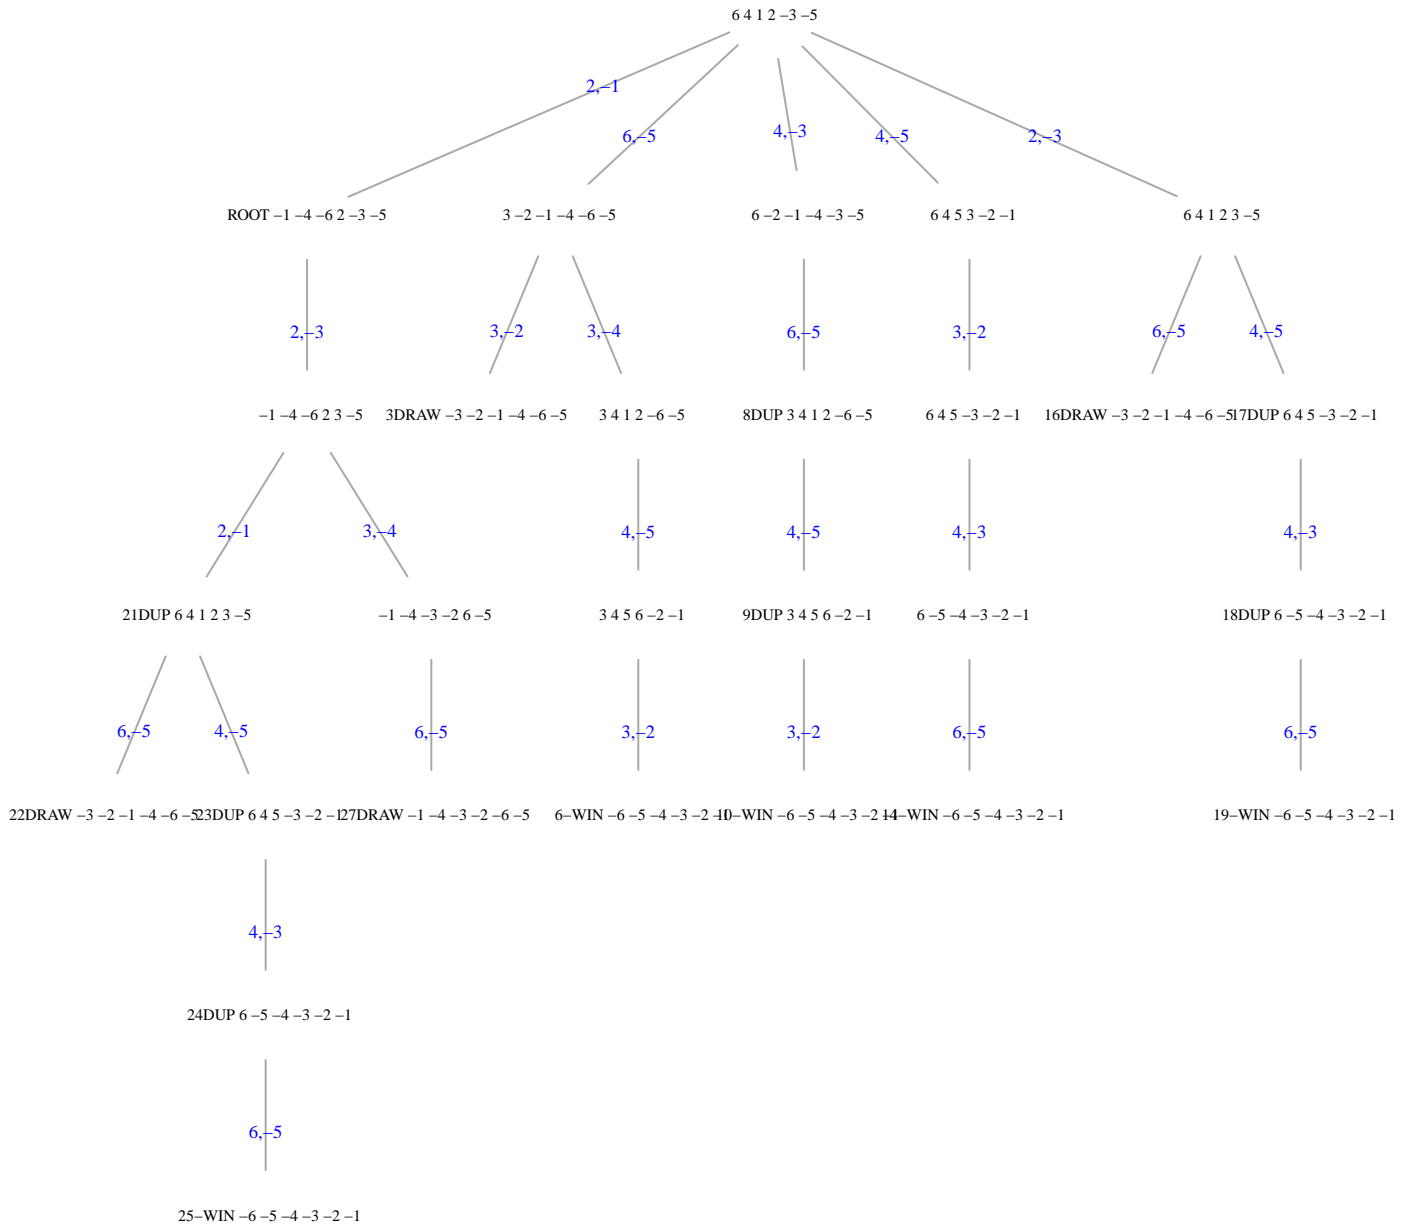 6 4 1 2 –3 –5
2,–1
6,–5
4,–3
4,–5
2,–3
ROOT –1 –4 –6 2 –3 –5
3 –2 –1 –4 –6 –5
6 –2 –1 –4 –3 –5
6 4 5 3 –2 –1
6 4 1 2 3 –5
2,–3
3,–2
3,–4
6,–5
3,–2
6,–5
4,–5
–1 –4 –6 2 3 –5
3DRAW –3 –2 –1 –4 –6 –5
3 4 1 2 –6 –5
8DUP 3 4 1 2 –6 –5
6 4 5 –3 –2 –1
16DRAW –3 –2 –1 –4 –6 –5
17DUP 6 4 5 –3 –2 –1
2,–1
3,–4
4,–5
4,–5
4,–3
4,–3
21DUP 6 4 1 2 3 –5
–1 –4 –3 –2 6 –5
3 4 5 6 –2 –1
9DUP 3 4 5 6 –2 –1
6 –5 –4 –3 –2 –1
18DUP 6 –5 –4 –3 –2 –1
6,–5
4,–5
6,–5
3,–2
3,–2
6,–5
6,–5
22DRAW –3 –2 –1 –4 –6 –5
23DUP 6 4 5 –3 –2 –1
27DRAW –1 –4 –3 –2 –6 –5
6–WIN –6 –5 –4 –3 –2 –1
10–WIN –6 –5 –4 –3 –2 –1
14–WIN –6 –5 –4 –3 –2 –1
19–WIN –6 –5 –4 –3 –2 –1
4,–3
24DUP 6 –5 –4 –3 –2 –1
6,–5
25–WIN –6 –5 –4 –3 –2 –1